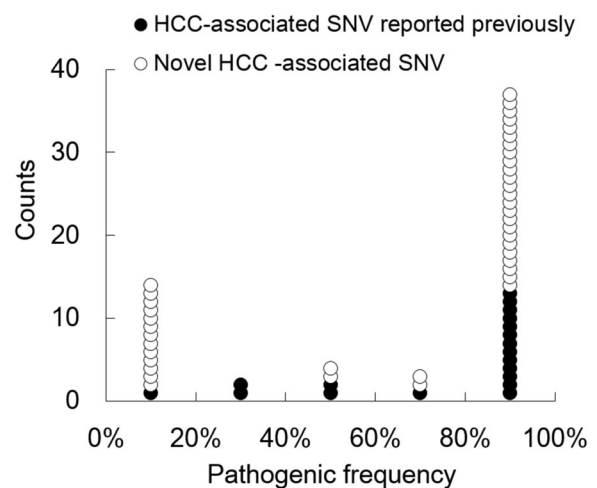 HCC-associated SNV reported previously
Novel HCC -associated SNV
40
30
20
10
0
Counts
0% 20% 40% 60% 80% 100%
Pathogenic frequency